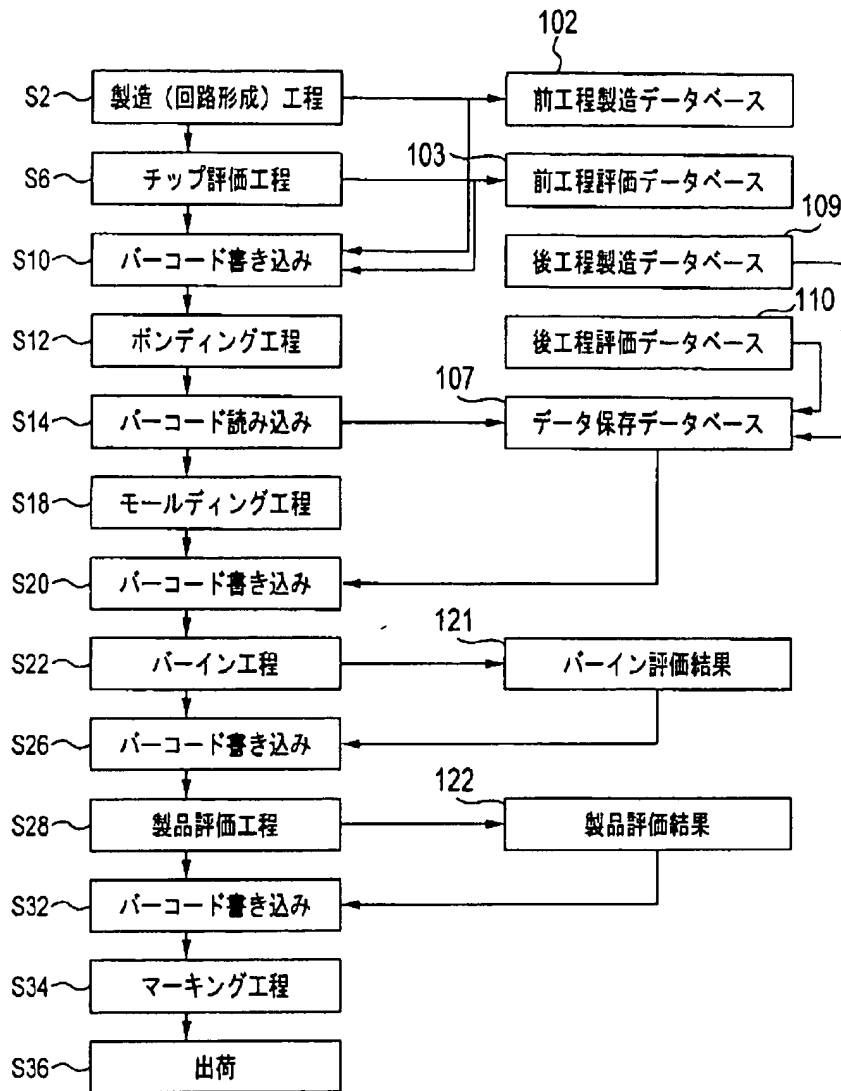 102
S2 製造（回路形成）工程 前工程製造データベース
103
S6 チップ評価工程 前工程評価データベース
109
S10 バーコード書き込み 後工程製造データベース
110
S12 ボンディング工程 後工程評価データベース
107
S14 バーコード読み込み データ保存データベース
S18 モールディング工程
S20 バーコード書き込み
121
S22 バーイン工程 バーイン評価結果
S26 バーコード書き込み
122
S28 製品評価工程 製品評価結果
S32 バーコード書き込み
S34 マーキング工程
S36 出荷